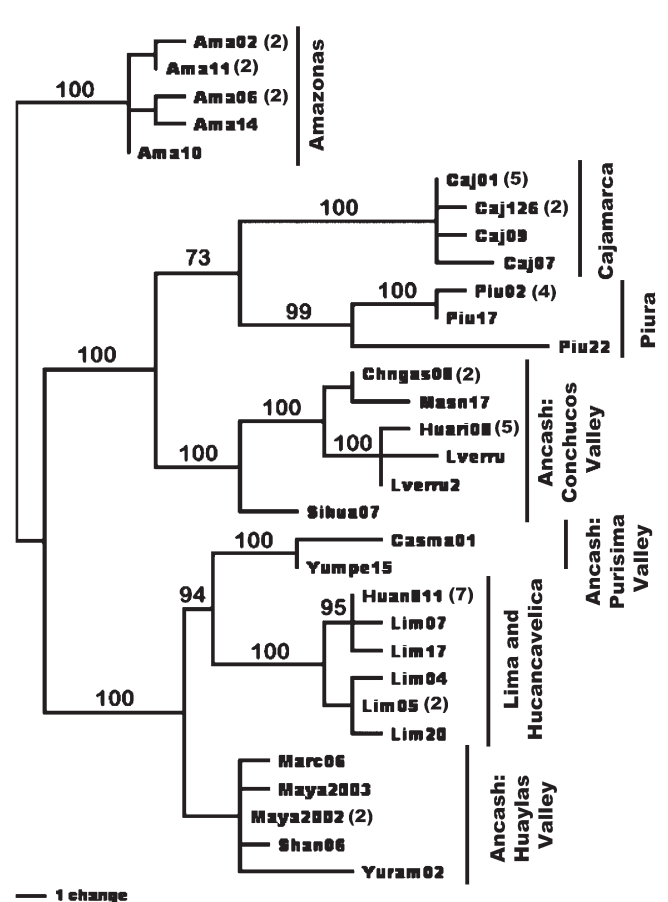 Ama02 (2)
Ama11 (2)
100
Ama06 (2)
Ama14
Ama10
Amazonas
Caj01 (5)
100
Caj126 (2)
Caj09
Caj07
Cajamarca
73
100
Piu02 (4)
99
Piu17
Piu22
Piura
100
Chngas08 (2)
100
Masn17
Huari08 (5)
100
100
Lverru
Lverru2
Sihua07
Ancash:
Conchucos
Valley
100
Casma01
Yumpe15
Ancash:
Purisima
Valley
94
95
Huan811 (7)
Lim07
100
Lim17
Lim04
100
Lim05 (2)
Lim20
Lima and
Hucancavelica
Marc06
Maya2003
Maya2002 (2)
Shan06
Yuram02
Ancash:
Huaylas
Valley
1 change